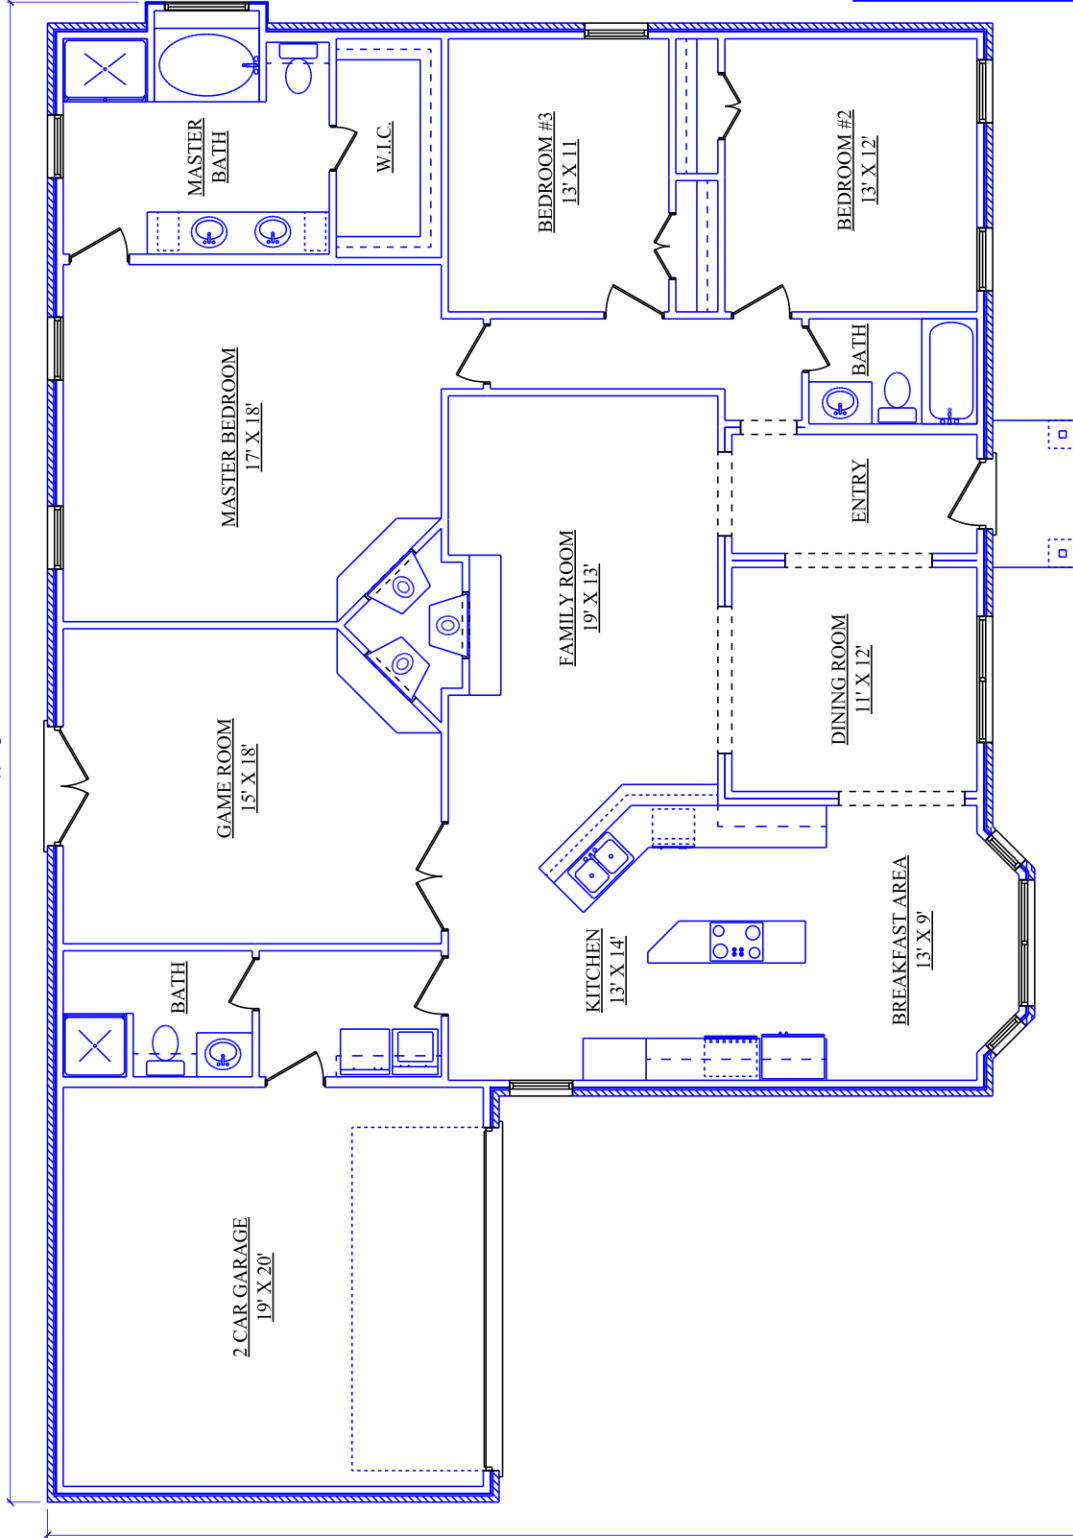 MASTER
BATH
W.I.C.
BEDROOM #3
13' X 11
BEDROOM #2
13' X 12'
MASTER BEDROOM
17' X 18'
BATH
ENTRY
FAMILY ROOM
19' X 13'
DINING ROOM
11' X 12'
GAME ROOM
15' X 18'
BATH
KITCHEN
13' X 14'
BREAKFAST AREA
13' X 9'
2 CAR GARAGE
19' X 20'